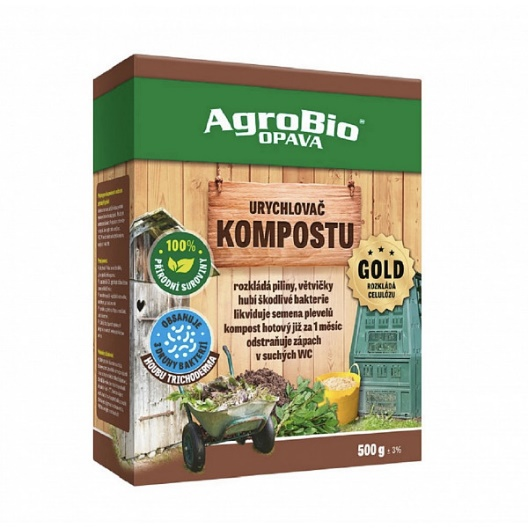 AgroBio®
OPAVA
URYCHLOVAČ
KOMPOSTU
100%
PŘÍRODNÍ SUROVINY
rozkládá piliny, větvičky
hubí škodlivé bakterie
likviduje semena plevelů
kompost hotový již za 1 měsíc
odstraňuje zápach
v suchých WC
GOLD
ROZKLÁDÁ
CELULÓZU
OBSAHUJE
3 DRUHY BAKTERIÍ
HOUBU TRICHODERMA
500 g ± 3%